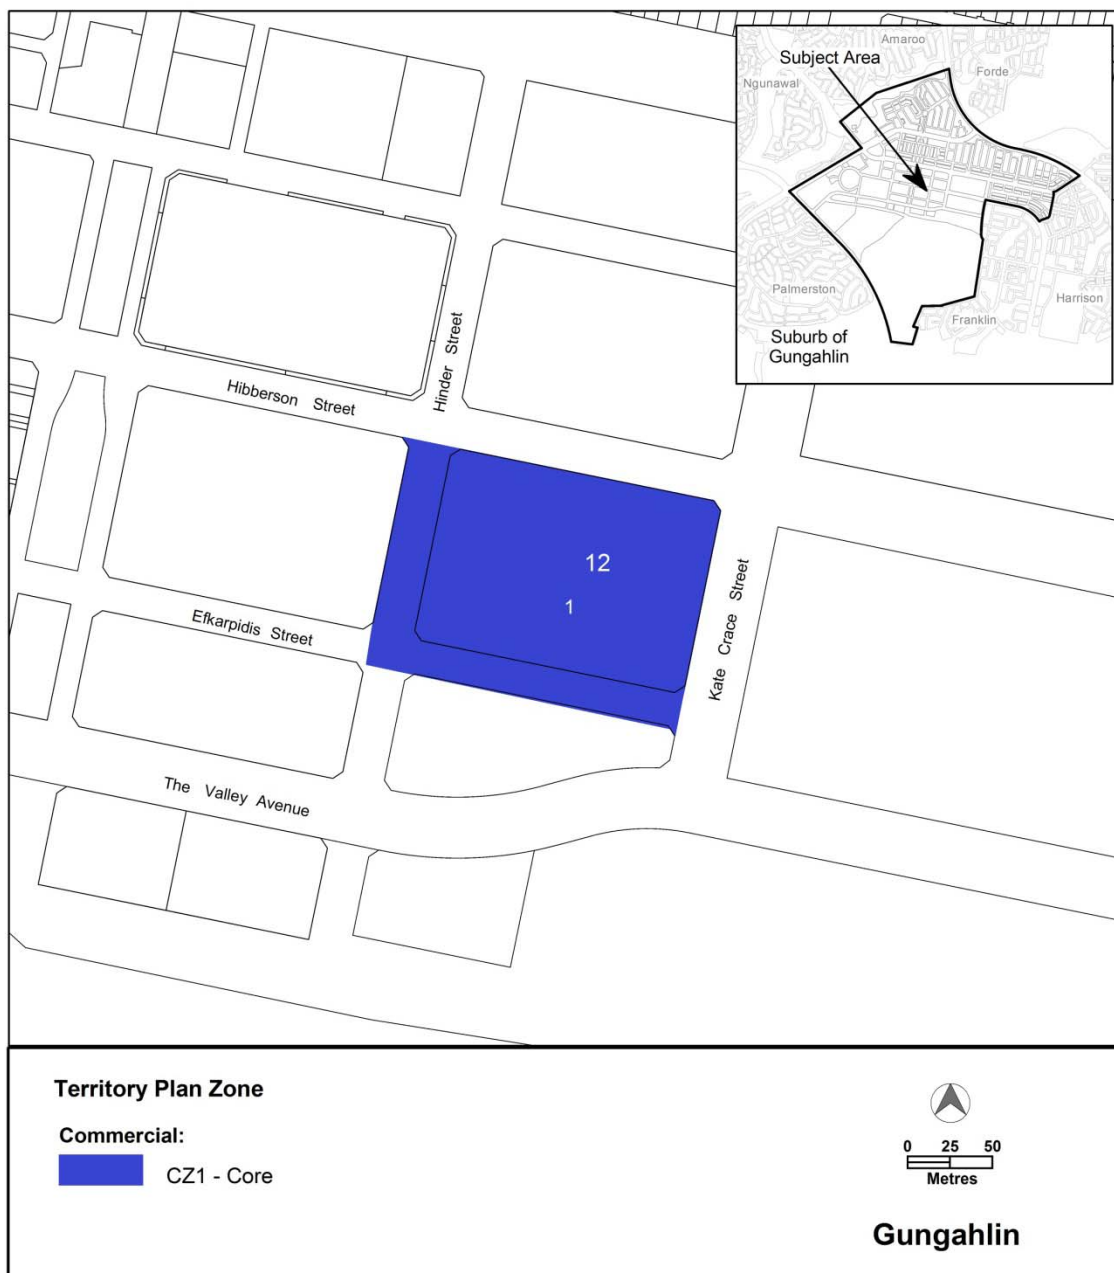 Amaroo
Subject Area
Forde
Ngunawal
Palmerston
Harrison
Franklin
Suburb of
Gungahlin
Hinder Street
Hibberson Street
12
1
Kate Crace Street
Efkarpidis Street
The Valley Avenue
Territory Plan Zone
Commercial:
CZ1 - Core
0 25 50
Metres
Gungahlin